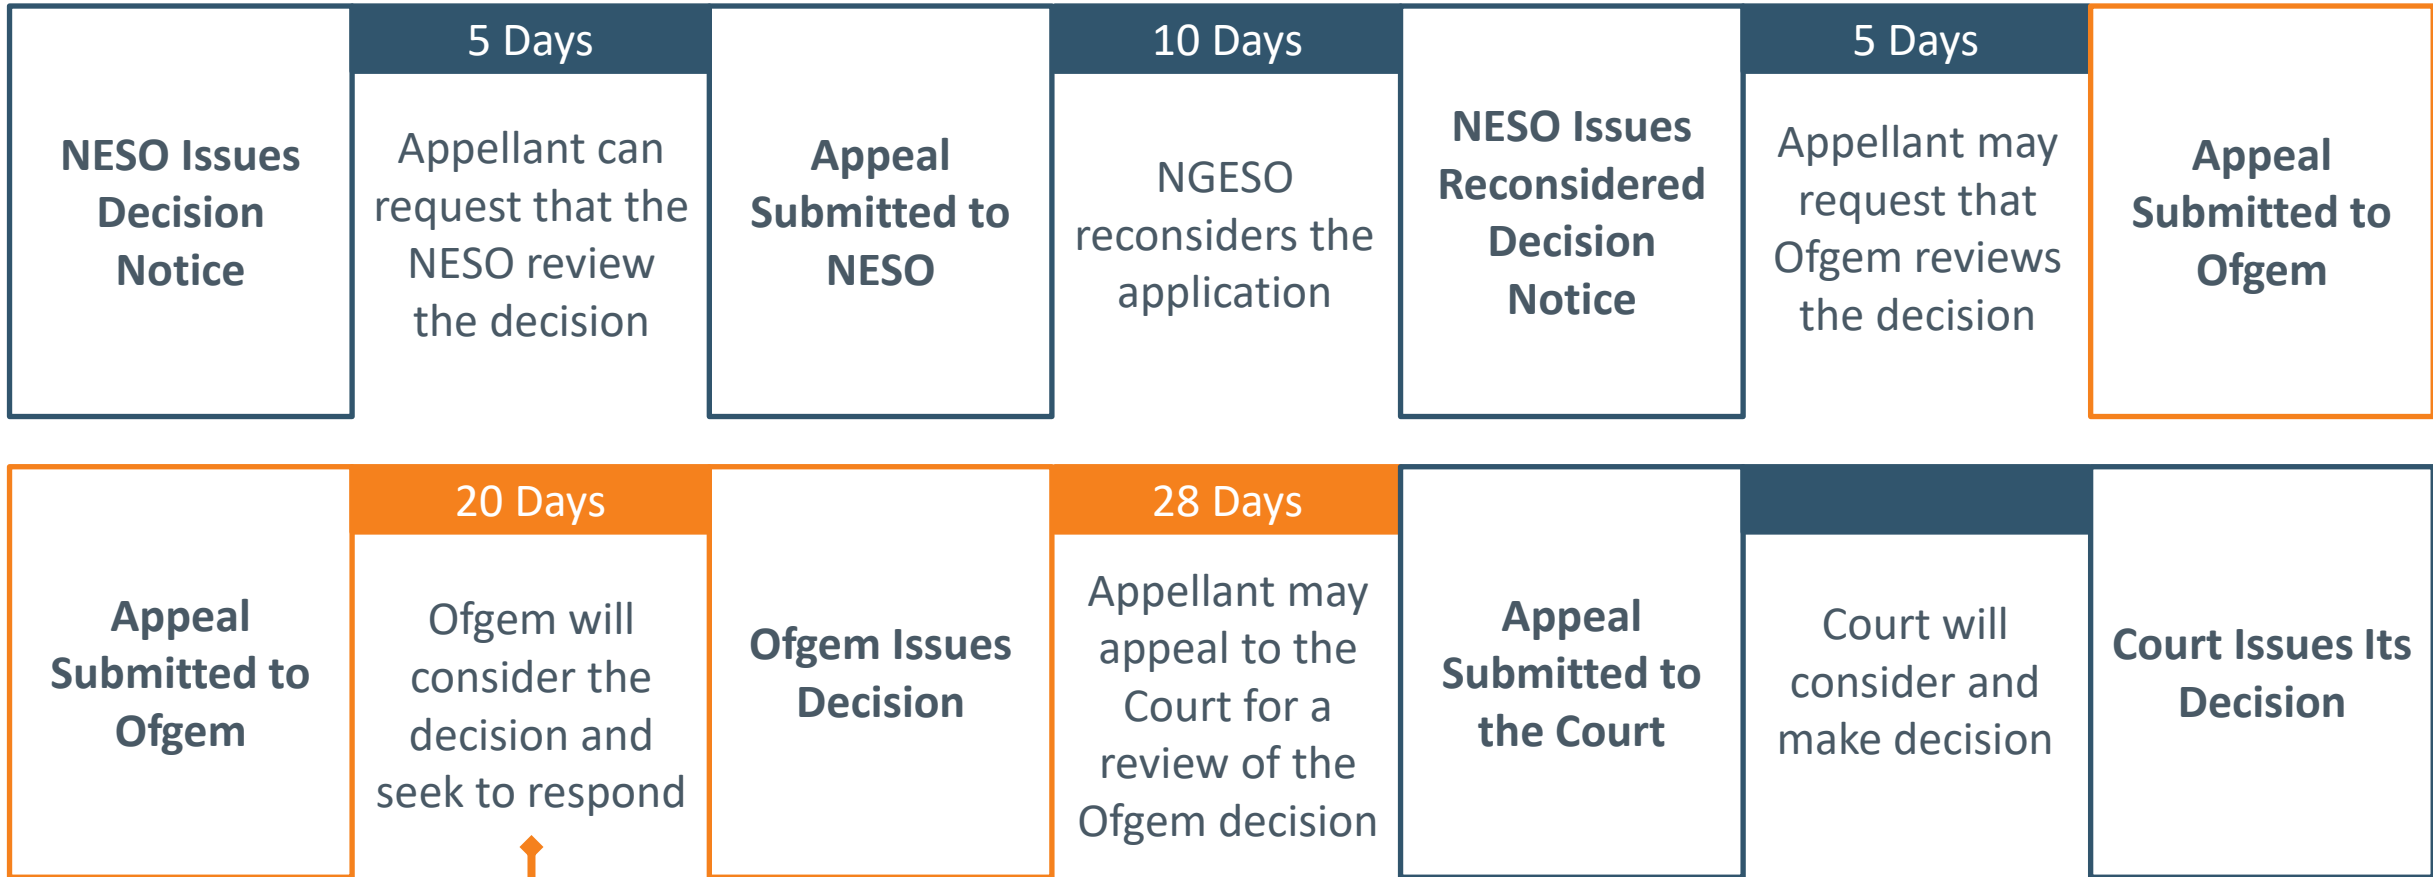 NESO Issues
Decision
Notice
5 Days
Appellant can
request that the
NESO review
the decision
Appeal
Submitted to
NESO
10 Days
NGESO
reconsiders the
application
NESO Issues
Reconsidered
Decision
Notice
5 Days
Appellant may
request that
Ofgem reviews
the decision
Appeal
Submitted to
Ofgem
Appeal
Submitted to
Ofgem
20 Days
Ofgem will
consider the
decision and
seek to respond
Ofgem Issues
Decision
28 Days
Appellant may
appeal to the
Court for a
review of the
Ofgem decision
Appeal
Submitted to
the Court
Court will
consider and
make decision
Court Issues Its
Decision